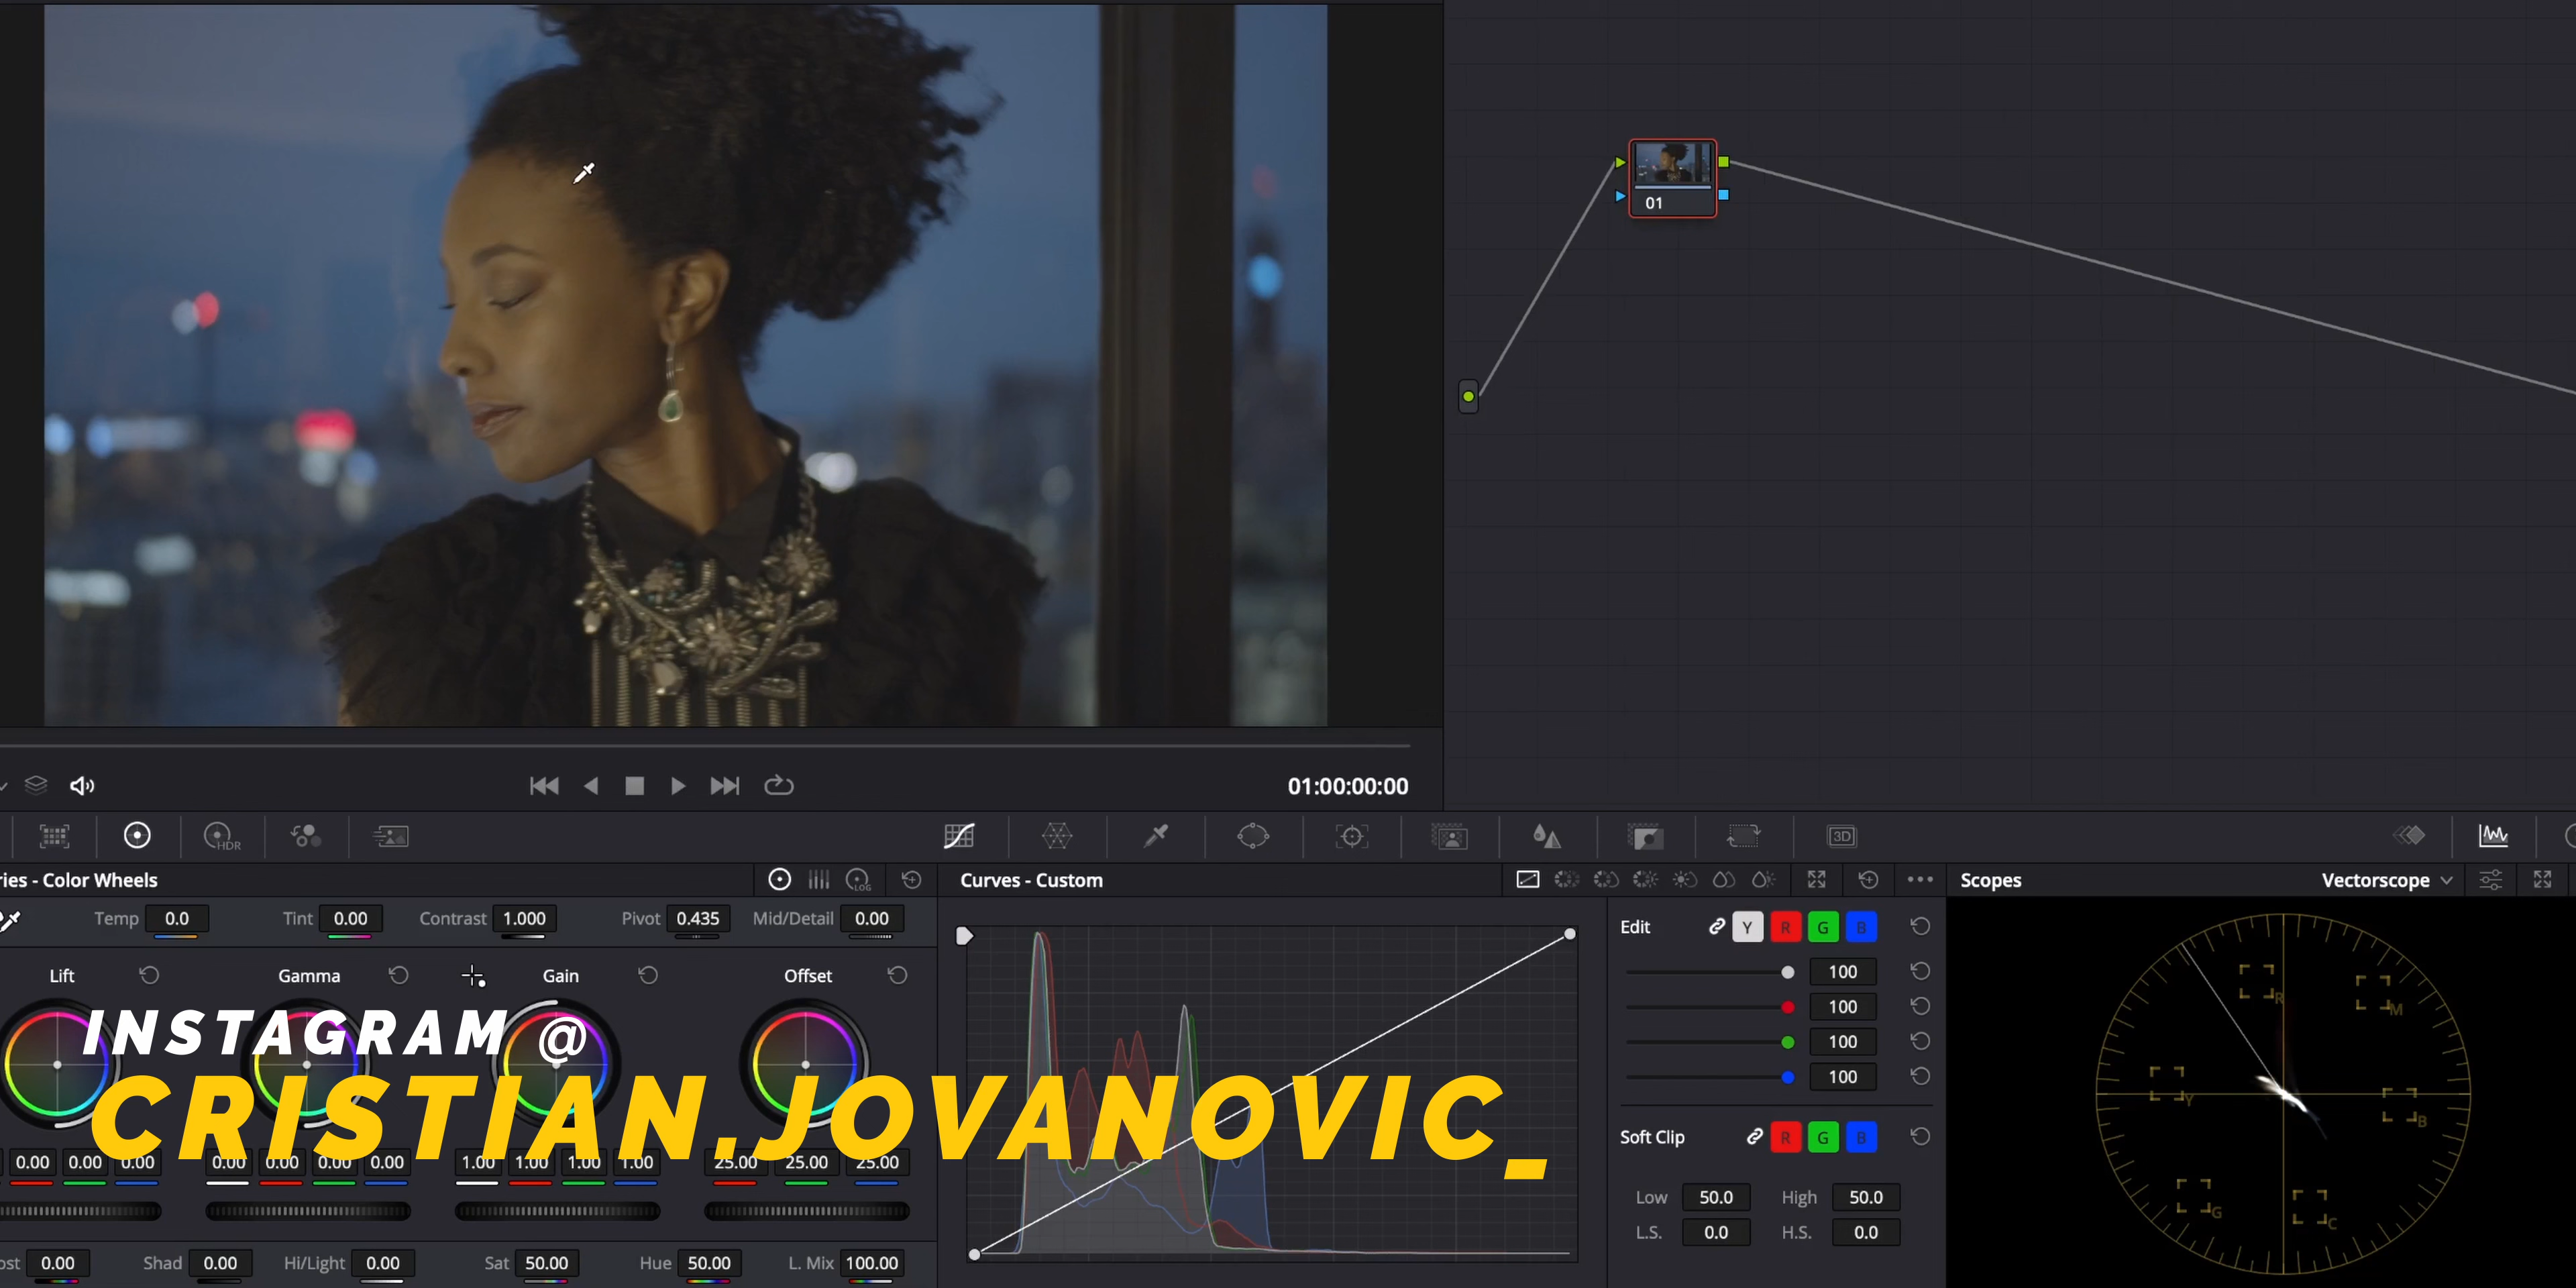 01
01:00:00:00
HDR
3D
ries - Color Wheels
LOG
Curves - Custom
Scopes
Vectorscope
Temp 0.0 Tint 0.00 Contrast 1.000 Pivot 0.435 Mid/Detail 0.00
Edit Y R G B
Lift Gamma Gain Offset
100
100
100
100
INSTAGRAM @
CRISTIAN.JOVANOVIC_
0.00 0.00 0.00 0.00 0.00 0.00 0.00 1.00 1.00 1.00 1.00 25.00 25.00 25.00
Soft Clip R G B
Low 50.0 High 50.0
L.S. 0.0 H.S. 0.0
ost 0.00 Shad 0.00 Hi/Light 0.00 Sat 50.00 Hue 50.00 L. Mix 100.00
R
M
Y
B
G
C